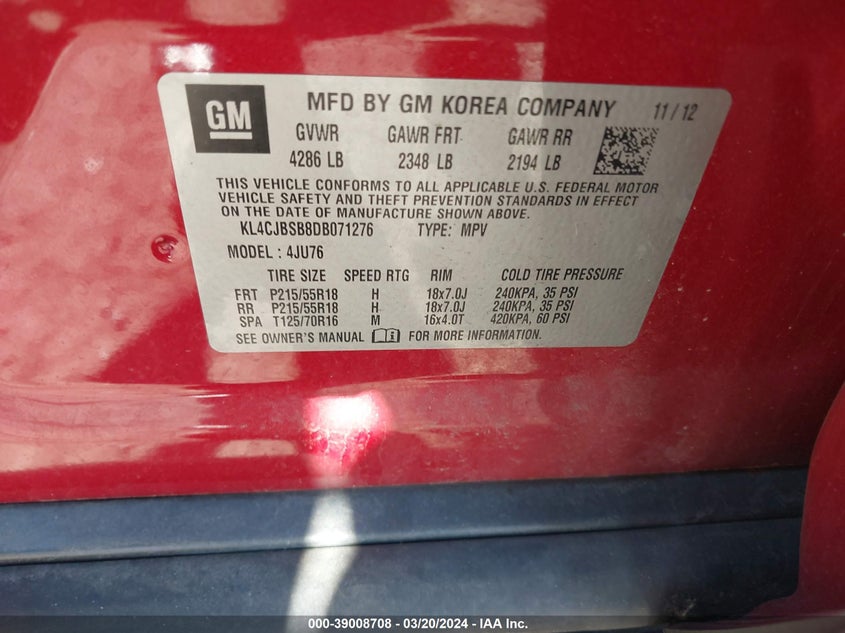 GM
MFD BY GM KOREA COMPANY 11/12
GVWR GAWR FRT GAWR RR
4286 LB 2348 LB 2194 LB
THIS VEHICLE CONFORMS TO ALL APPLICABLE U.S. FEDERAL MOTOR
VEHICLE SAFETY AND THEFT PREVENTION STANDARDS IN EFFECT
ON THE DATE OF MANUFACTURE SHOWN ABOVE.
KL4CJBSB8DB071276 TYPE: MPV
MODEL : 4JU76
TIRE SIZE SPEED RTG RIM COLD TIRE PRESSURE
FRT P215/55R18 H 18x7.0J 240KPA, 35 PSI
RR P215/55R18 H 18x7.0J 240KPA, 35 PSI
SPA T125/70R16 M 16x4.0T 420KPA, 60 PSI
SEE OWNER'S MANUAL FOR MORE INFORMATION.
000-39008708 — 03/20/2024 — IAA Inc.